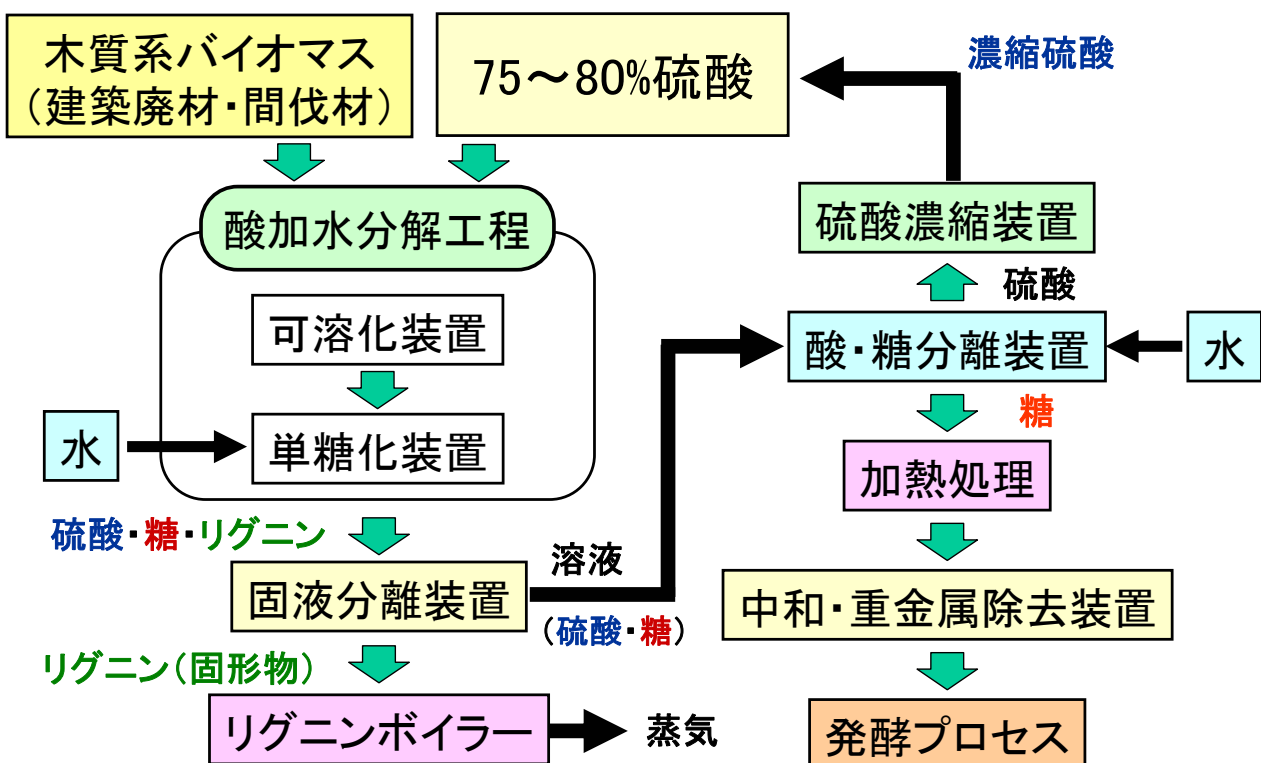 木質系バイオマス
(建築廃材・間伐材)
75～80%硫酸
濃縮硫酸
酸加水分解工程
硫酸濃縮装置
硫酸
可溶化装置
酸・糖分離装置
水
糖
水
単糖化装置
加熱処理
硫酸・糖・リグニン
溶液
固液分離装置
(硫酸・糖)
中和・重金属除去装置
リグニン(固形物)
リグニンボイラー
蒸気
発酵プロセス